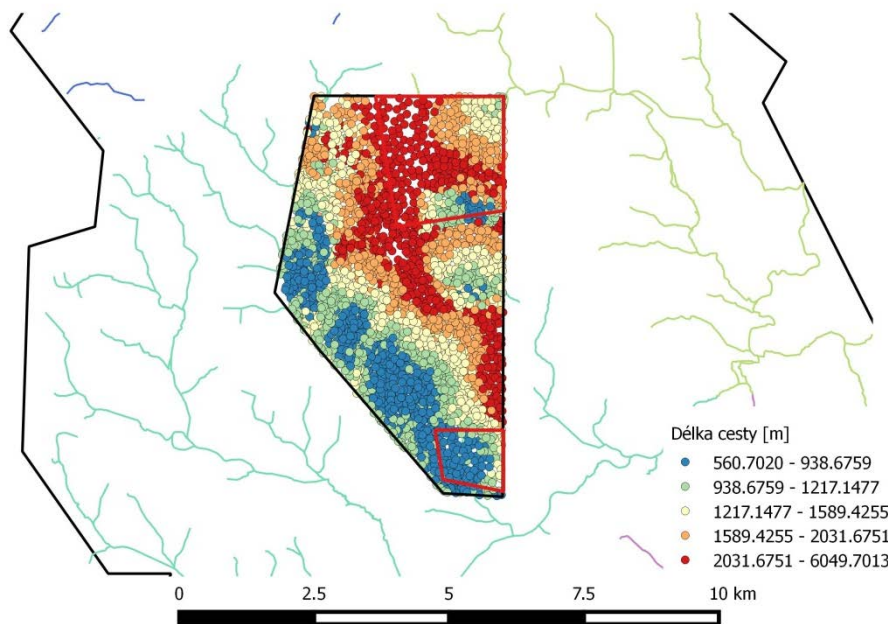 Délka cesty [m]
560.7020 - 938.6759
938.6759 - 1217.1477
1217.1477 - 1589.4255
1589.4255 - 2031.6751
2031.6751 - 6049.7013
0 2.5 5 7.5 10 km